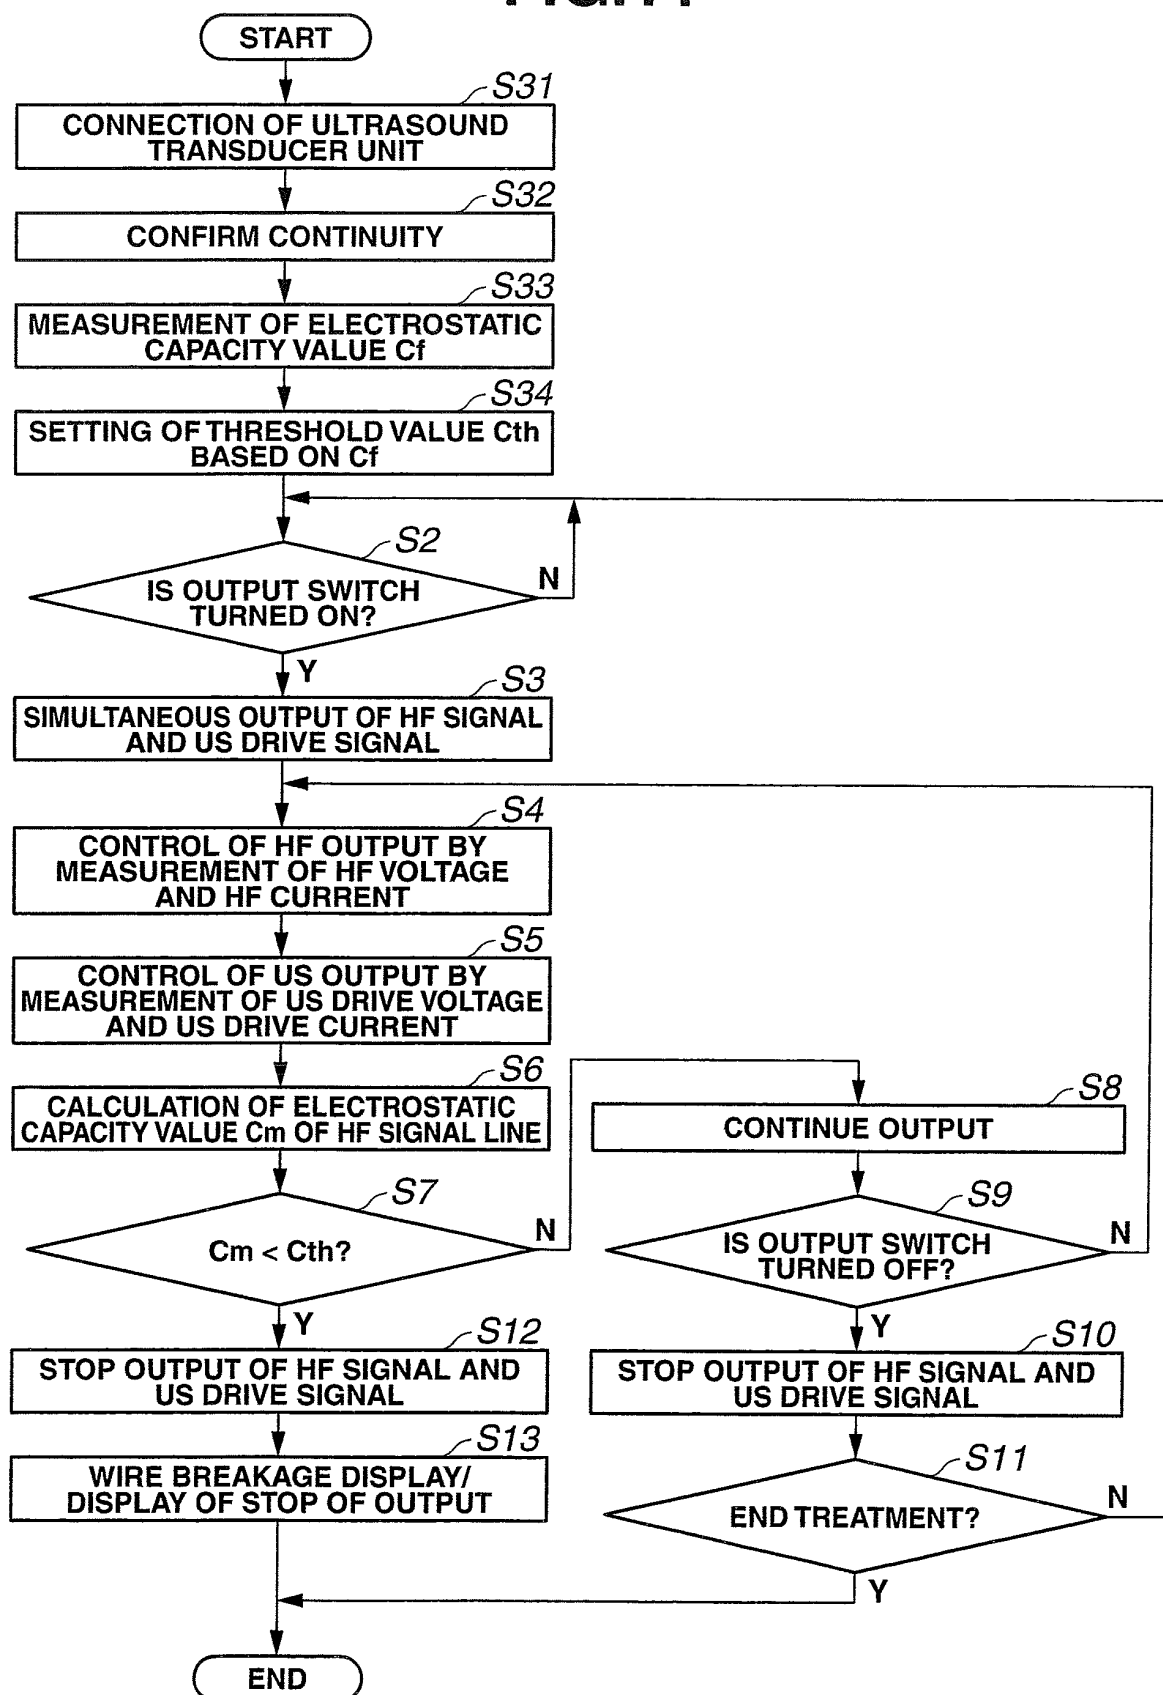 START
S31
CONNECTION OF ULTRASOUND
TRANSDUCER UNIT
S32
CONFIRM CONTINUITY
S33
MEASUREMENT OF ELECTROSTATIC
CAPACITY VALUE Cf
S34
SETTING OF THRESHOLD VALUE Cth
BASED ON Cf
S2
IS OUTPUT SWITCH
TURNED ON?
N
Y
S3
SIMULTANEOUS OUTPUT OF HF SIGNAL
AND US DRIVE SIGNAL
S4
CONTROL OF HF OUTPUT BY
MEASUREMENT OF HF VOLTAGE
AND HF CURRENT
S5
CONTROL OF US OUTPUT BY
MEASUREMENT OF US DRIVE VOLTAGE
AND US DRIVE CURRENT
S6
CALCULATION OF ELECTROSTATIC
CAPACITY VALUE Cm OF HF SIGNAL LINE
S7
Cm < Cth?
N
Y
S8
CONTINUE OUTPUT
S9
IS OUTPUT SWITCH
TURNED OFF?
N
Y
S12
STOP OUTPUT OF HF SIGNAL AND
US DRIVE SIGNAL
S13
WIRE BREAKAGE DISPLAY/
DISPLAY OF STOP OF OUTPUT
S10
STOP OUTPUT OF HF SIGNAL AND
US DRIVE SIGNAL
S11
END TREATMENT?
N
Y
END